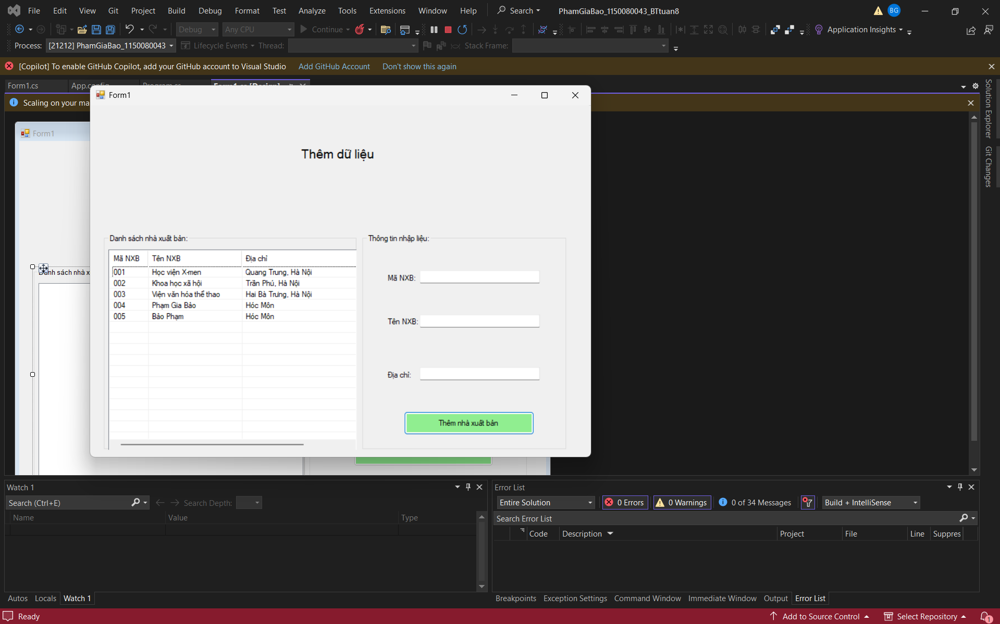 File Edit View Git Project Build Debug Format Test Analyze Tools Extensions Window Help Search PhamGiaBao_1150080043_BTtuan8 BG
Debug Any CPU Continue Application Insights
Process: [21212] PhamGiaBao_1150080043 Lifecycle Events Thread: Stack Frame:
[Copilot] To enable GitHub Copilot, add your GitHub account to Visual Studio Add GitHub Account Don't show this again
Form1.cs App.config Program.cs Form1.cs [Design]
Scaling on your ma
Form1
Form1
Thêm dữ liệu
Danh sách nhà x
Danh sách nhà xuất bản:
Mã NXB Tên NXB Địa chỉ
001 Học viện X-men Quang Trung, Hà Nội
002 Khoa học xã hội Trần Phú, Hà Nội
003 Viện văn hóa thể thao Hai Bà Trưng, Hà Nội
004 Phạm Gia Bảo Hóc Môn
005 Bảo Phạm Hóc Môn
Thông tin nhập liệu:
Mã NXB:
Tên NXB:
Địa chỉ:
Thêm nhà xuất bản
Solution Explorer
Git Changes
Watch 1
Search (Ctrl+E) Search Depth:
Name Value Type
Autos Locals Watch 1
Error List
Entire Solution 0 Errors 0 Warnings 0 of 34 Messages Build + IntelliSense
Search Error List
Code Description Project File Line Suppres
Breakpoints Exception Settings Command Window Immediate Window Output Error List
Ready Add to Source Control Select Repository 1